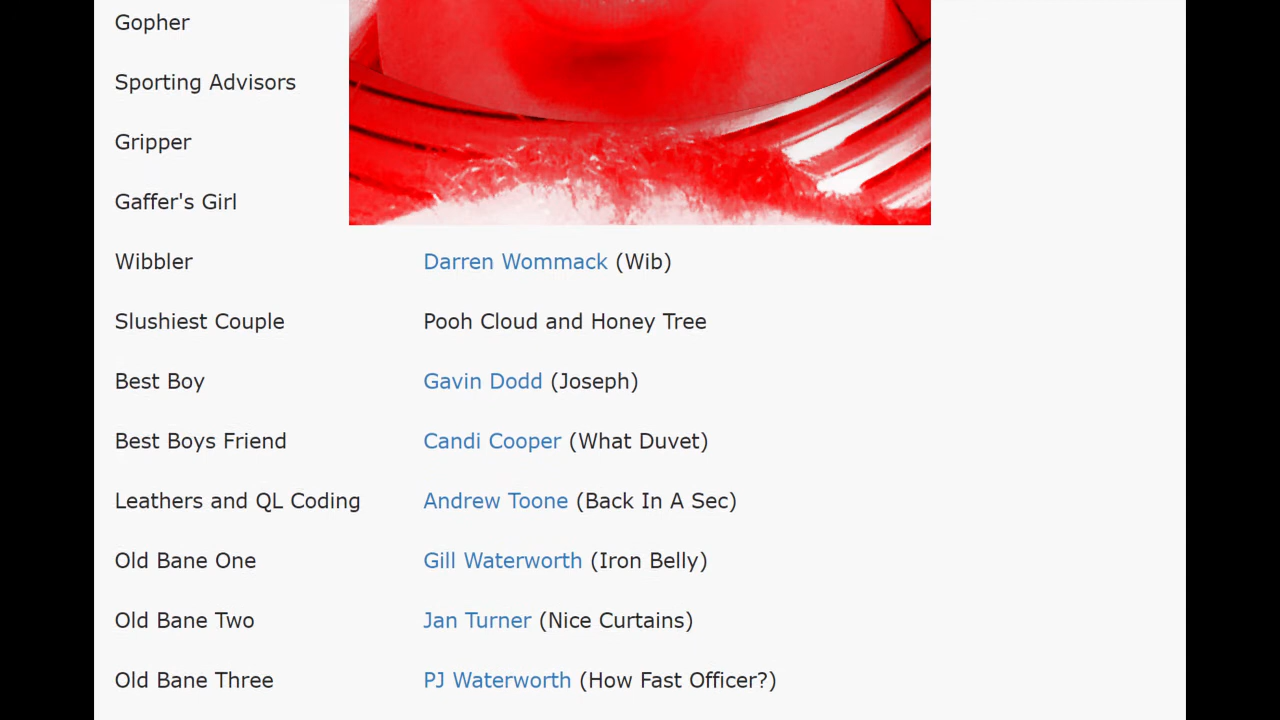 Gopher
Sporting Advisors
Gripper
Gaffer's Girl
Wibbler Darren Wommack (Wib)
Slushiest Couple Pooh Cloud and Honey Tree
Best Boy Gavin Dodd (Joseph)
Best Boys Friend Candi Cooper (What Duvet)
Leathers and QL Coding Andrew Toone (Back In A Sec)
Old Bane One Gill Waterworth (Iron Belly)
Old Bane Two Jan Turner (Nice Curtains)
Old Bane Three PJ Waterworth (How Fast Officer?)